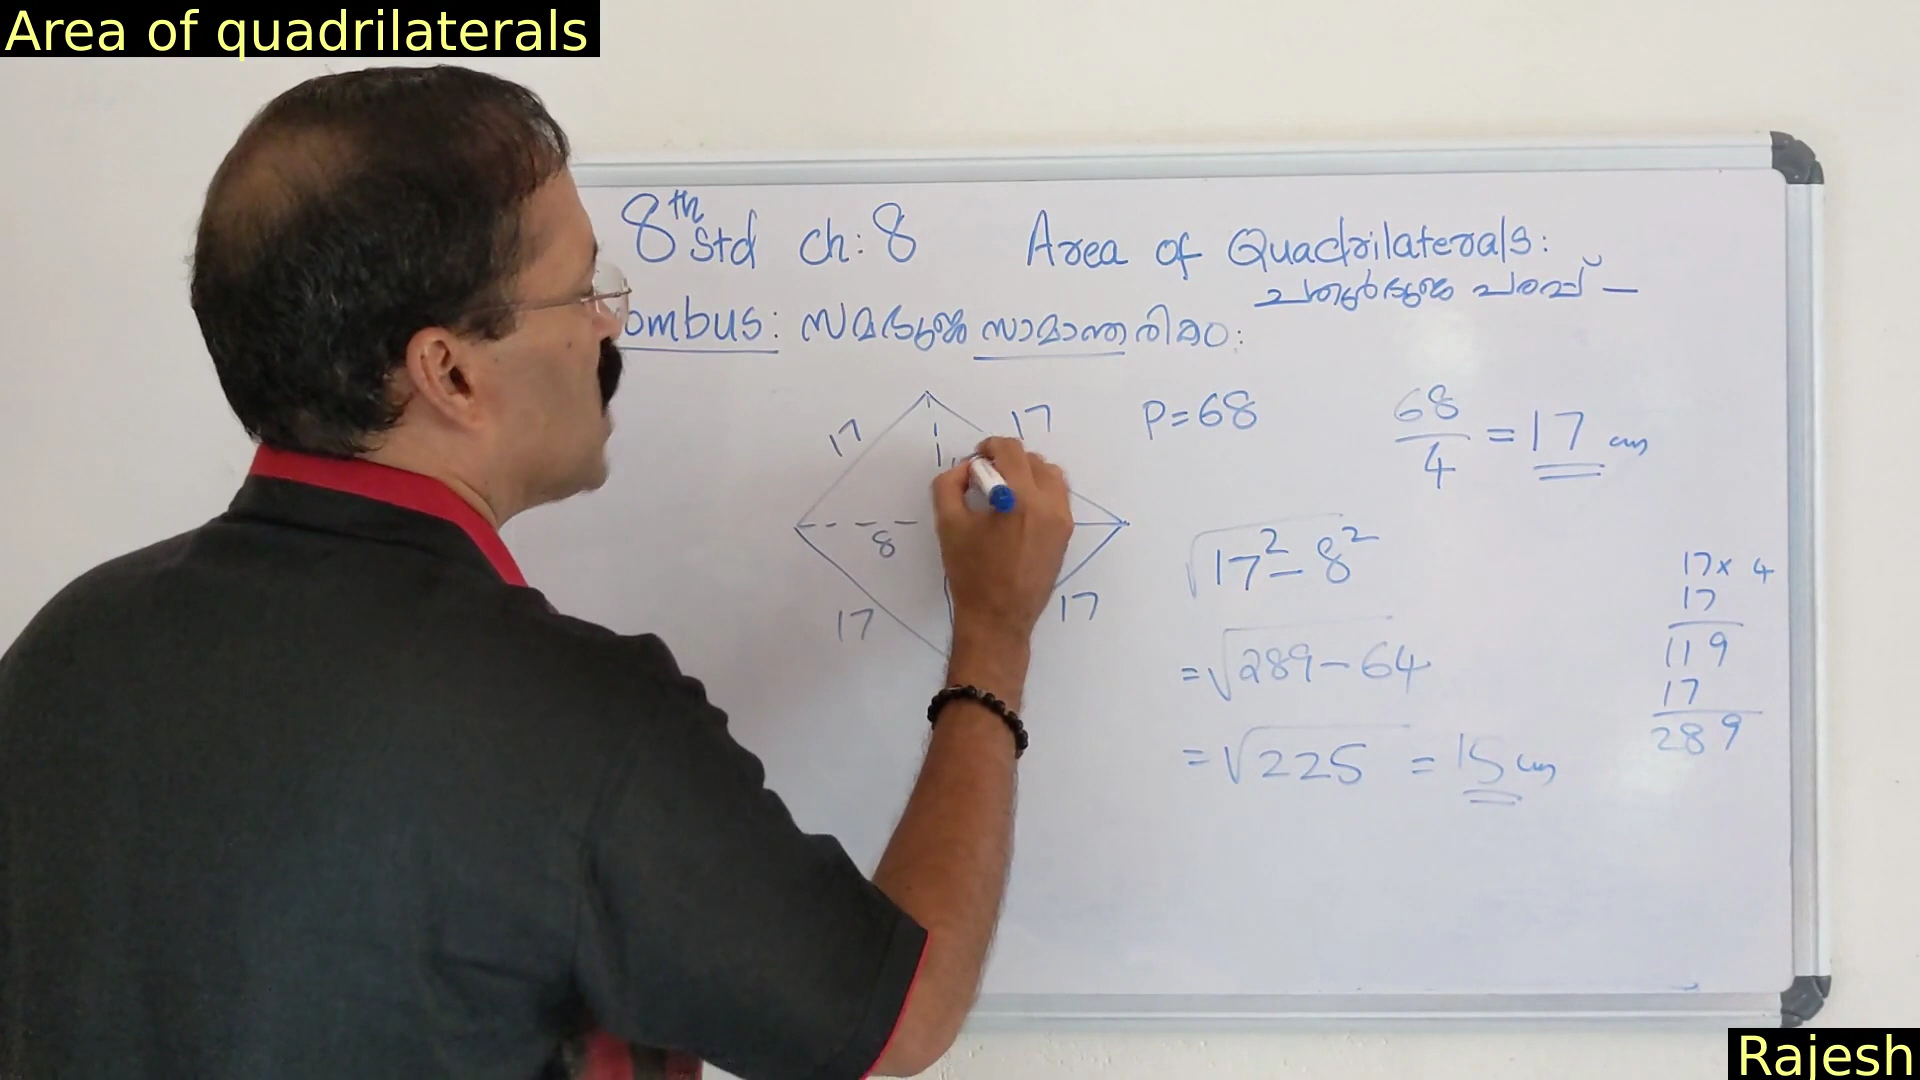 Area of quadrilaterals
8th Std Ch: 8 Area of Quadrilaterals:
ചതുർഭുജ പരപ്പ് —
ombus: സമഭുജ സാമാന്തരികം:
17 17 P=68 68/4 = 17 cm
8
17 17
√17² - 8²
= √289 - 64
= √225 = 15 cm
17 x 4
17
119
17
289
Rajesh